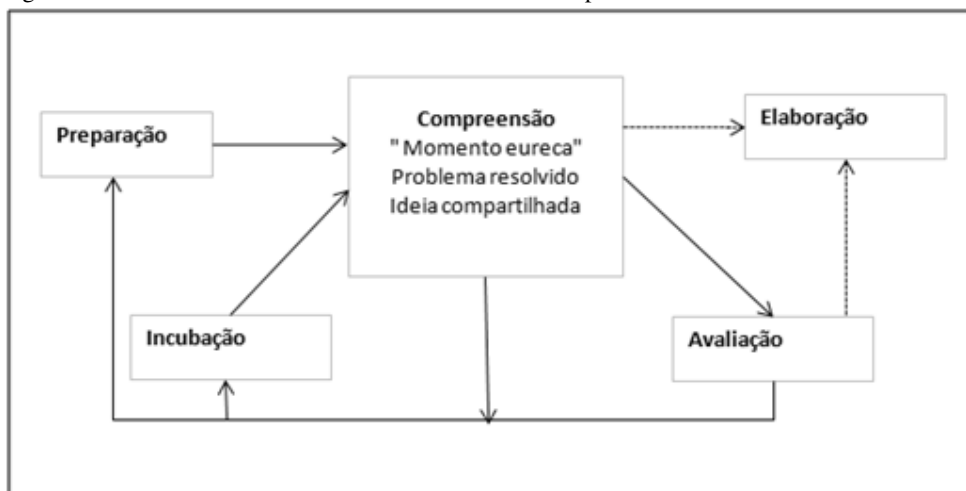 Preparação
Compreensão
" Momento eureca"
Problema resolvido
Ideia compartilhada
Elaboração
Incubação
Avaliação